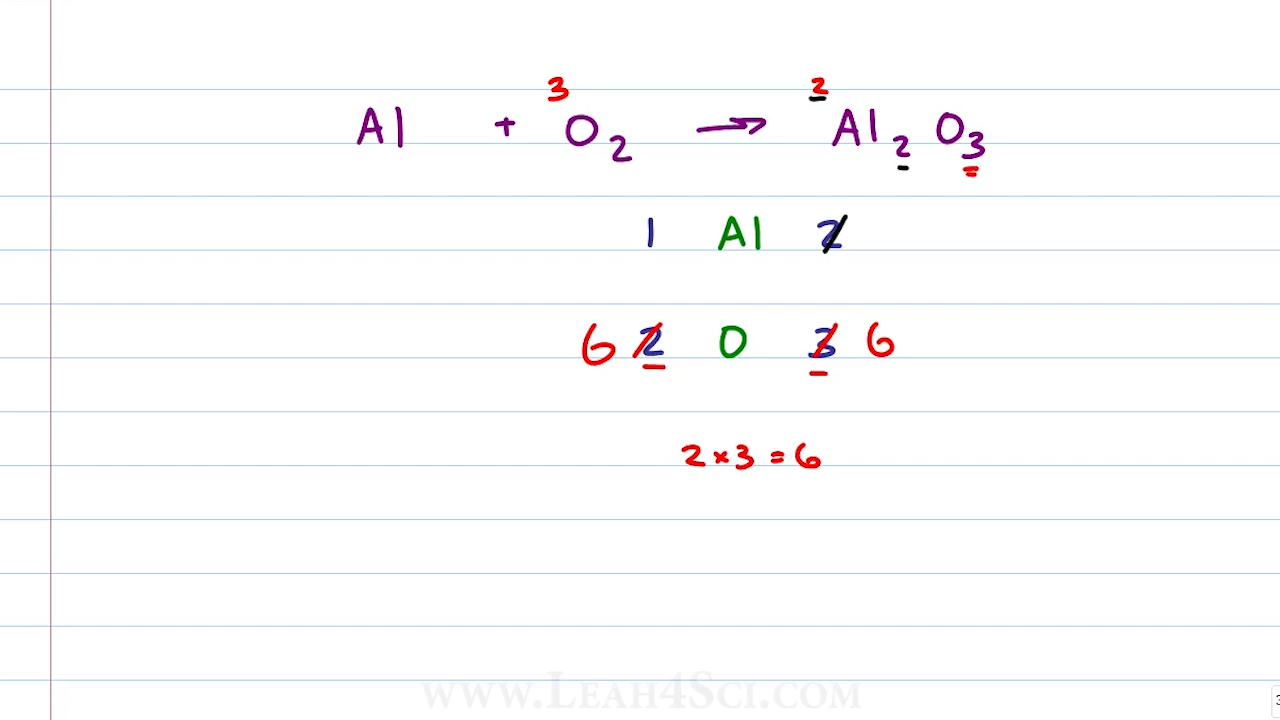 Al + 3 O2 → 2 Al2 O3
1 Al 2
6 2 O 3 6
2 × 3 = 6
www.Leah4Sci.com
3